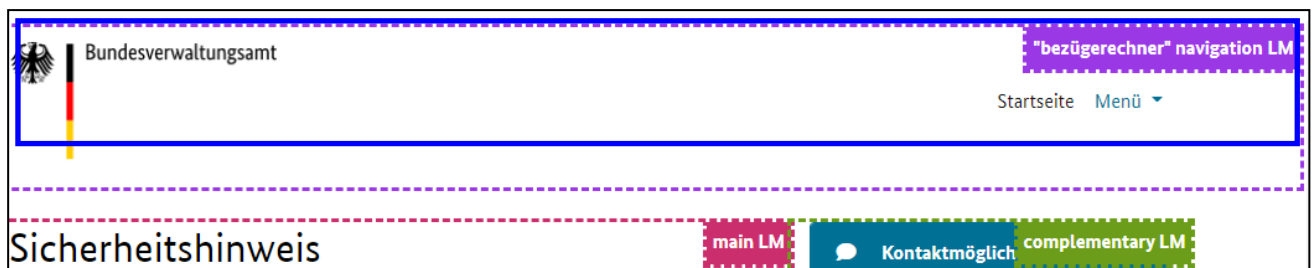 Bundesverwaltungsamt
"bezügerechner" navigation LM
Startseite Menü
Sicherheitshinweis
main LM
Kontaktmöglich
complementary LM